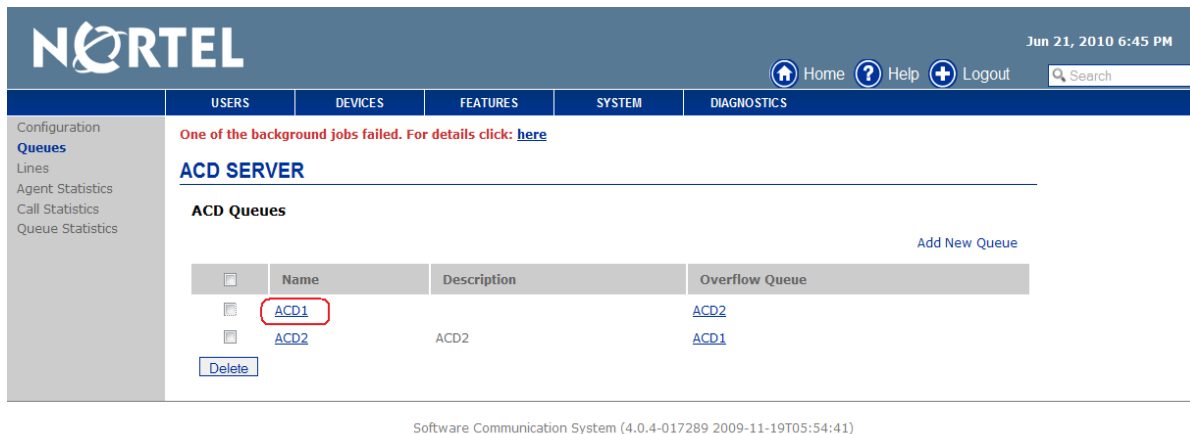 NORTEL
Jun 21, 2010 6:45 PM
Home ? Help Logout Search
USERS DEVICES FEATURES SYSTEM DIAGNOSTICS
Configuration
Queues
Lines
Agent Statistics
Call Statistics
Queue Statistics
One of the background jobs failed. For details click: here
ACD SERVER
ACD Queues
Add New Queue
Name Description Overflow Queue
ACD1 ACD2
ACD2 ACD2 ACD1
Delete
Software Communication System (4.0.4-017289 2009-11-19T05:54:41)